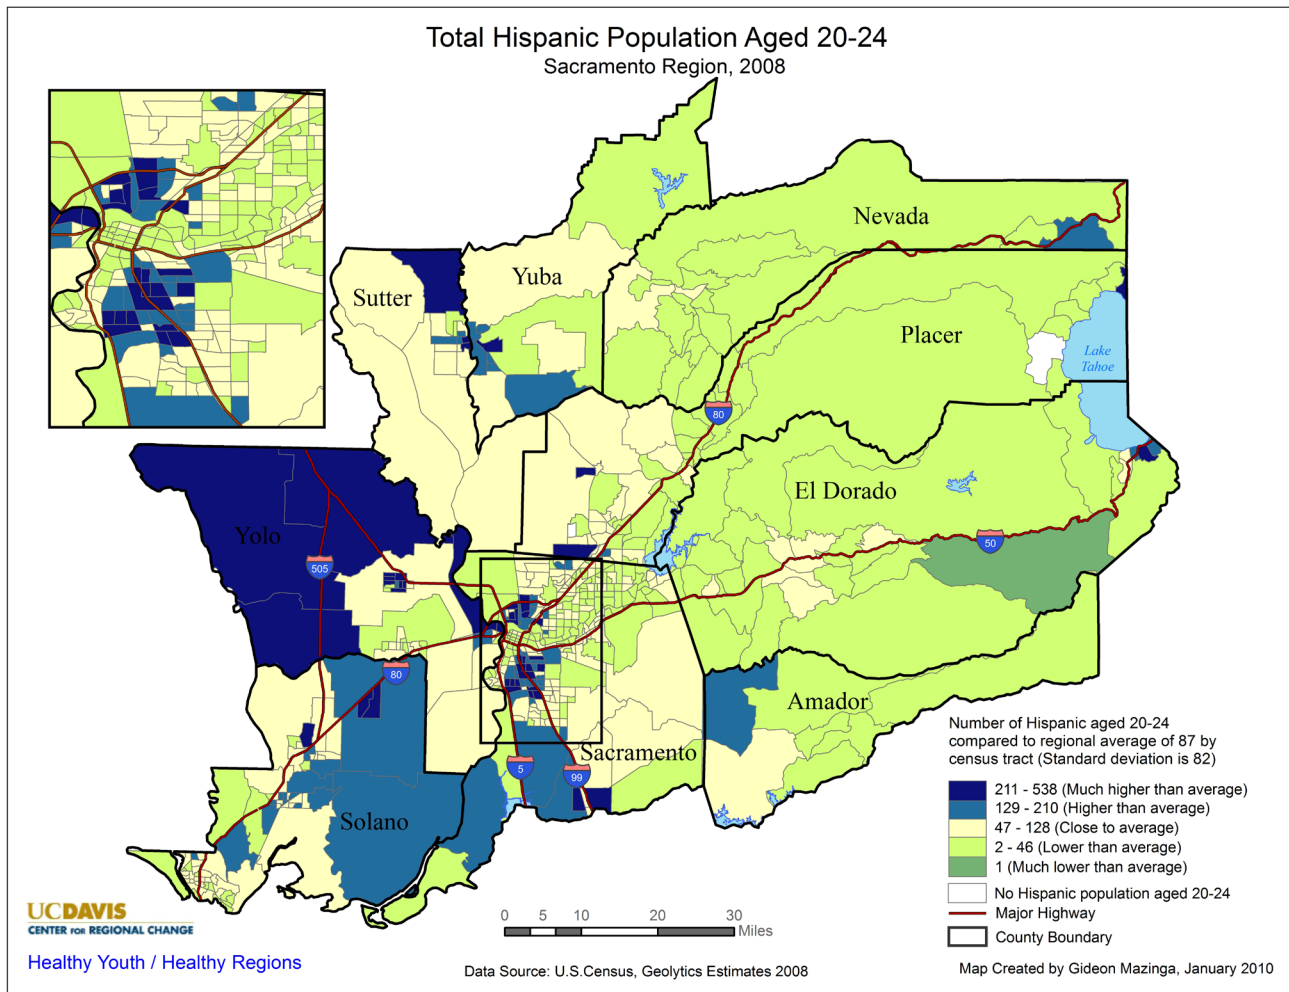 Total Hispanic Population Aged 20-24
Sacramento Region, 2008
Nevada
Yuba
Sutter
Placer
Lake
Tahoe
80
El Dorado
Yolo
50
505
80
Amador
Sacramento
5
99
Solano
Number of Hispanic aged 20-24
compared to regional average of 87 by
census tract (Standard deviation is 82)
211 - 538 (Much higher than average)
129 - 210 (Higher than average)
47 - 128 (Close to average)
2 - 46 (Lower than average)
1 (Much lower than average)
No Hispanic population aged 20-24
Major Highway
County Boundary
UCDAVIS
CENTER FOR REGIONAL CHANGE
Healthy Youth / Healthy Regions
0 5 10 20 30
Miles
Data Source: U.S.Census, Geolytics Estimates 2008
Map Created by Gideon Mazinga, January 2010